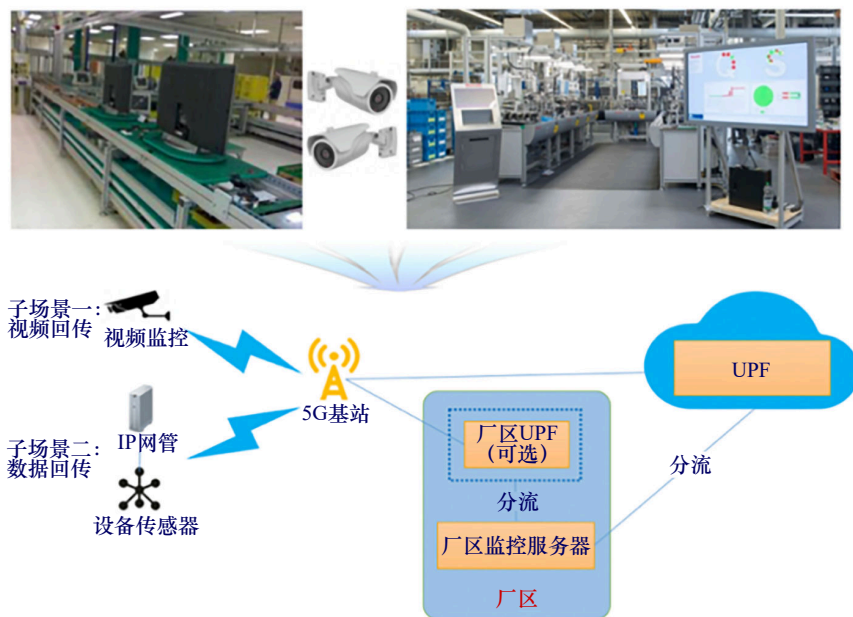 子场景一：
视频回传
视频监控
5G基站
IP网管
子场景二：
数据回传
设备传感器
UPF
厂区UPF
（可选）
分流
分流
厂区监控服务器
厂区